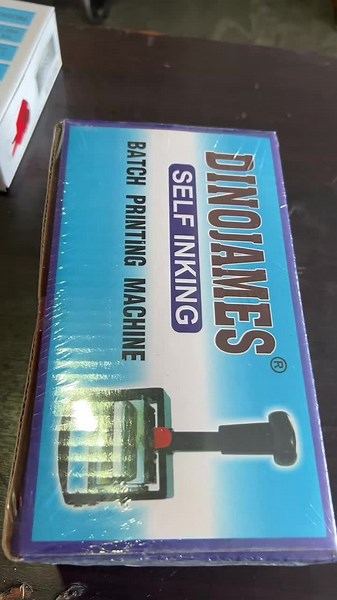 DINOJAMES®
SELF INKING
BATCH PRINTING MACHINE